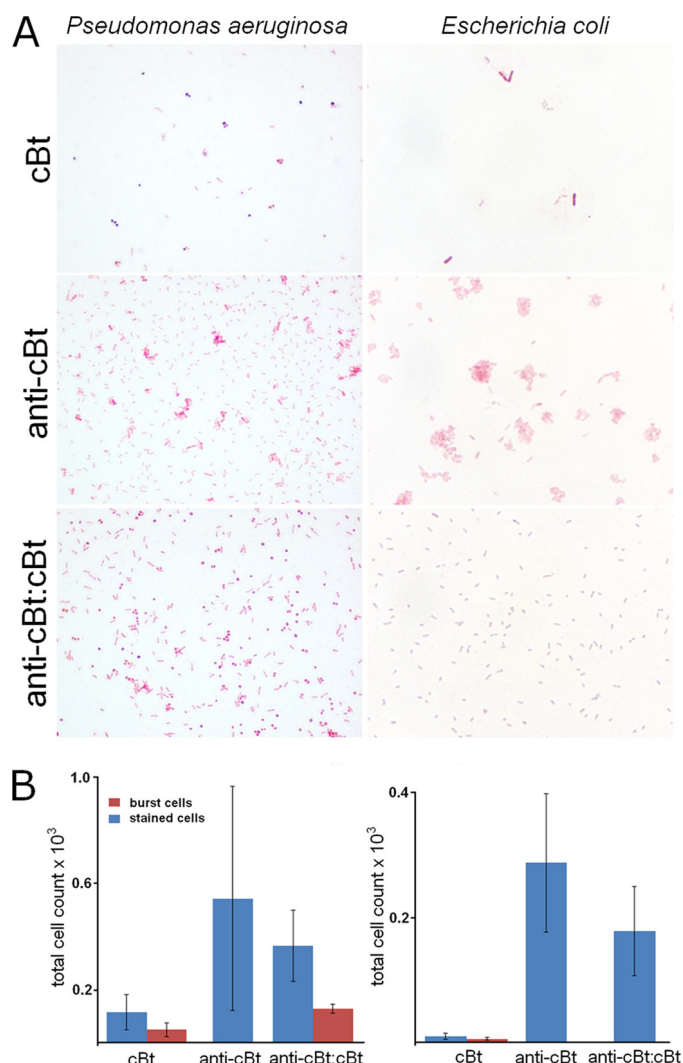 A
Pseudomonas aeruginosa
Escherichia coli
cBt
anti-cBt
anti-cBt:cBt
B
total cell count x 10³
1.0
0.6
0.2
burst cells
stained cells
cBt
anti-cBt
anti-cBt:cBt
total cell count x 10³
0.4
0.2
cBt
anti-cBt
anti-cBt:cBt